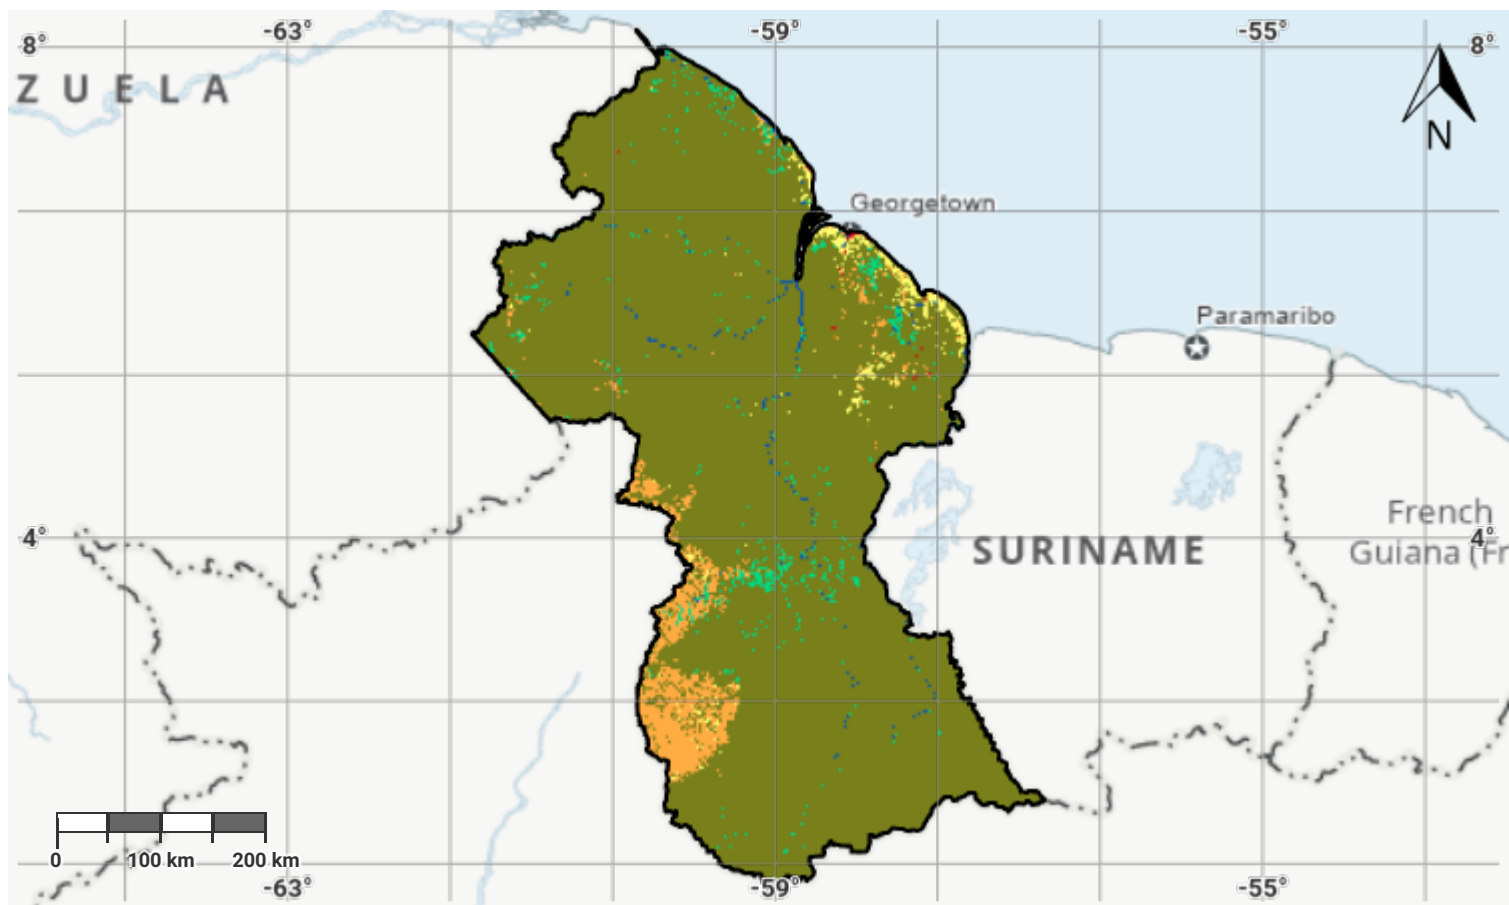 -63° -59° -55°
8° 8°
ZUELA
N
Georgetown
Paramaribo
French
4° SURINAME 4°
Guiana (Fr
0 100 km 200 km
-63° -59° -55°